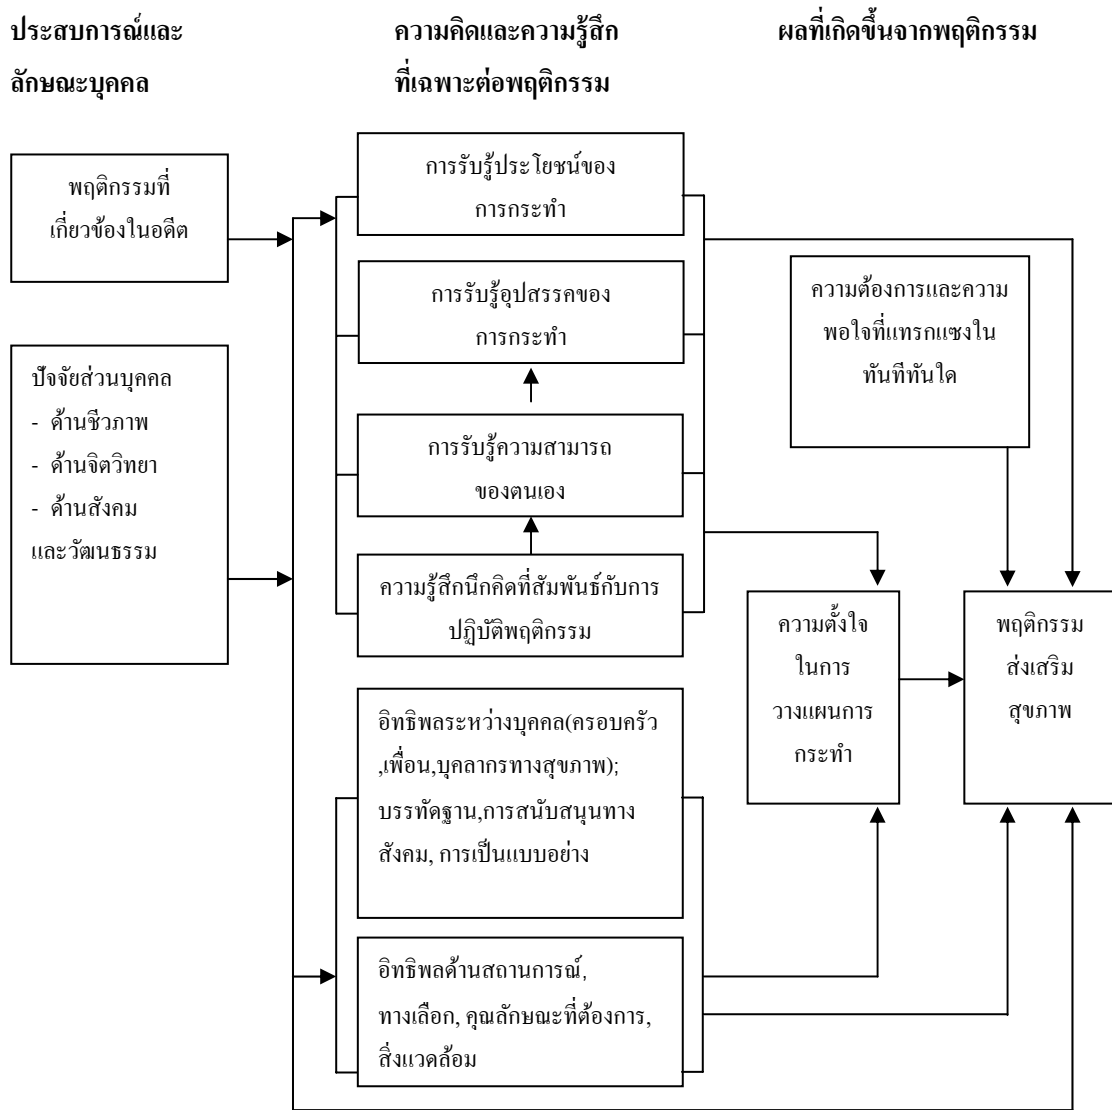 ประสบการณ์และ
ลักษณะบุคคล
ความคิดและความรู้สึก
ที่เฉพาะต่อพฤติกรรม
ผลที่เกิดขึ้นจากพฤติกรรม
พฤติกรรมที่
เกี่ยวข้องในอดีต
ปัจจัยส่วนบุคคล
- ด้านชีวภาพ
- ด้านจิตวิทยา
- ด้านสังคม
และวัฒนธรรม
การรับรู้ประโยชน์ของ
การกระทำ
การรับรู้อุปสรรคของ
การกระทำ
การรับรู้ความสามารถ
ของตนเอง
ความรู้สึกนึกคิดที่สัมพันธ์กับการ
ปฏิบัติพฤติกรรม
อิทธิพลระหว่างบุคคล(ครอบครัว
,เพื่อน,บุคลากรทางสุขภาพ);
บรรทัดฐาน,การสนับสนุนทาง
สังคม, การเป็นแบบอย่าง
อิทธิพลด้านสถานการณ์,
ทางเลือก, คุณลักษณะที่ต้องการ,
สิ่งแวดล้อม
ความต้องการและความ
พอใจที่แทรกแซงใน
ทันทีทันใด
ความตั้งใจ
ในการ
วางแผนการ
กระทำ
พฤติกรรม
ส่งเสริม
สุขภาพ